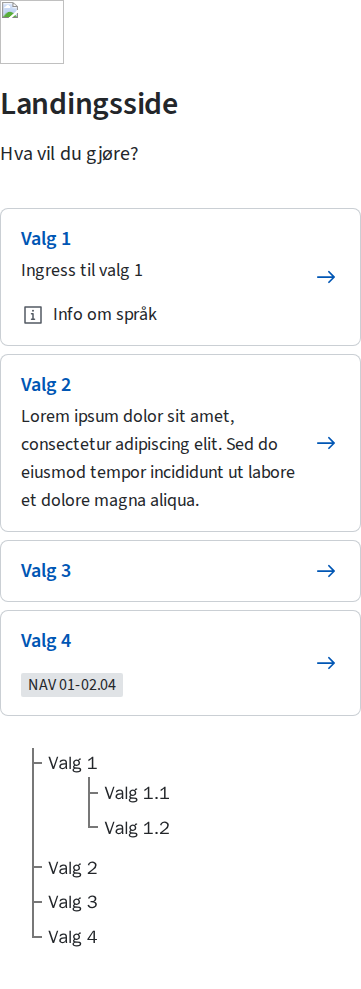 Landingsside
Hva vil du gjøre?
Valg 1
Ingress til valg 1
Info om språk
Valg 2
Lorem ipsum dolor sit amet,
consectetur adipiscing elit. Sed do
eiusmod tempor incididunt ut labore
et dolore magna aliqua.
Valg 3
Valg 4
NAV 01-02.04
Valg 1
Valg 1.1
Valg 1.2
Valg 2
Valg 3
Valg 4